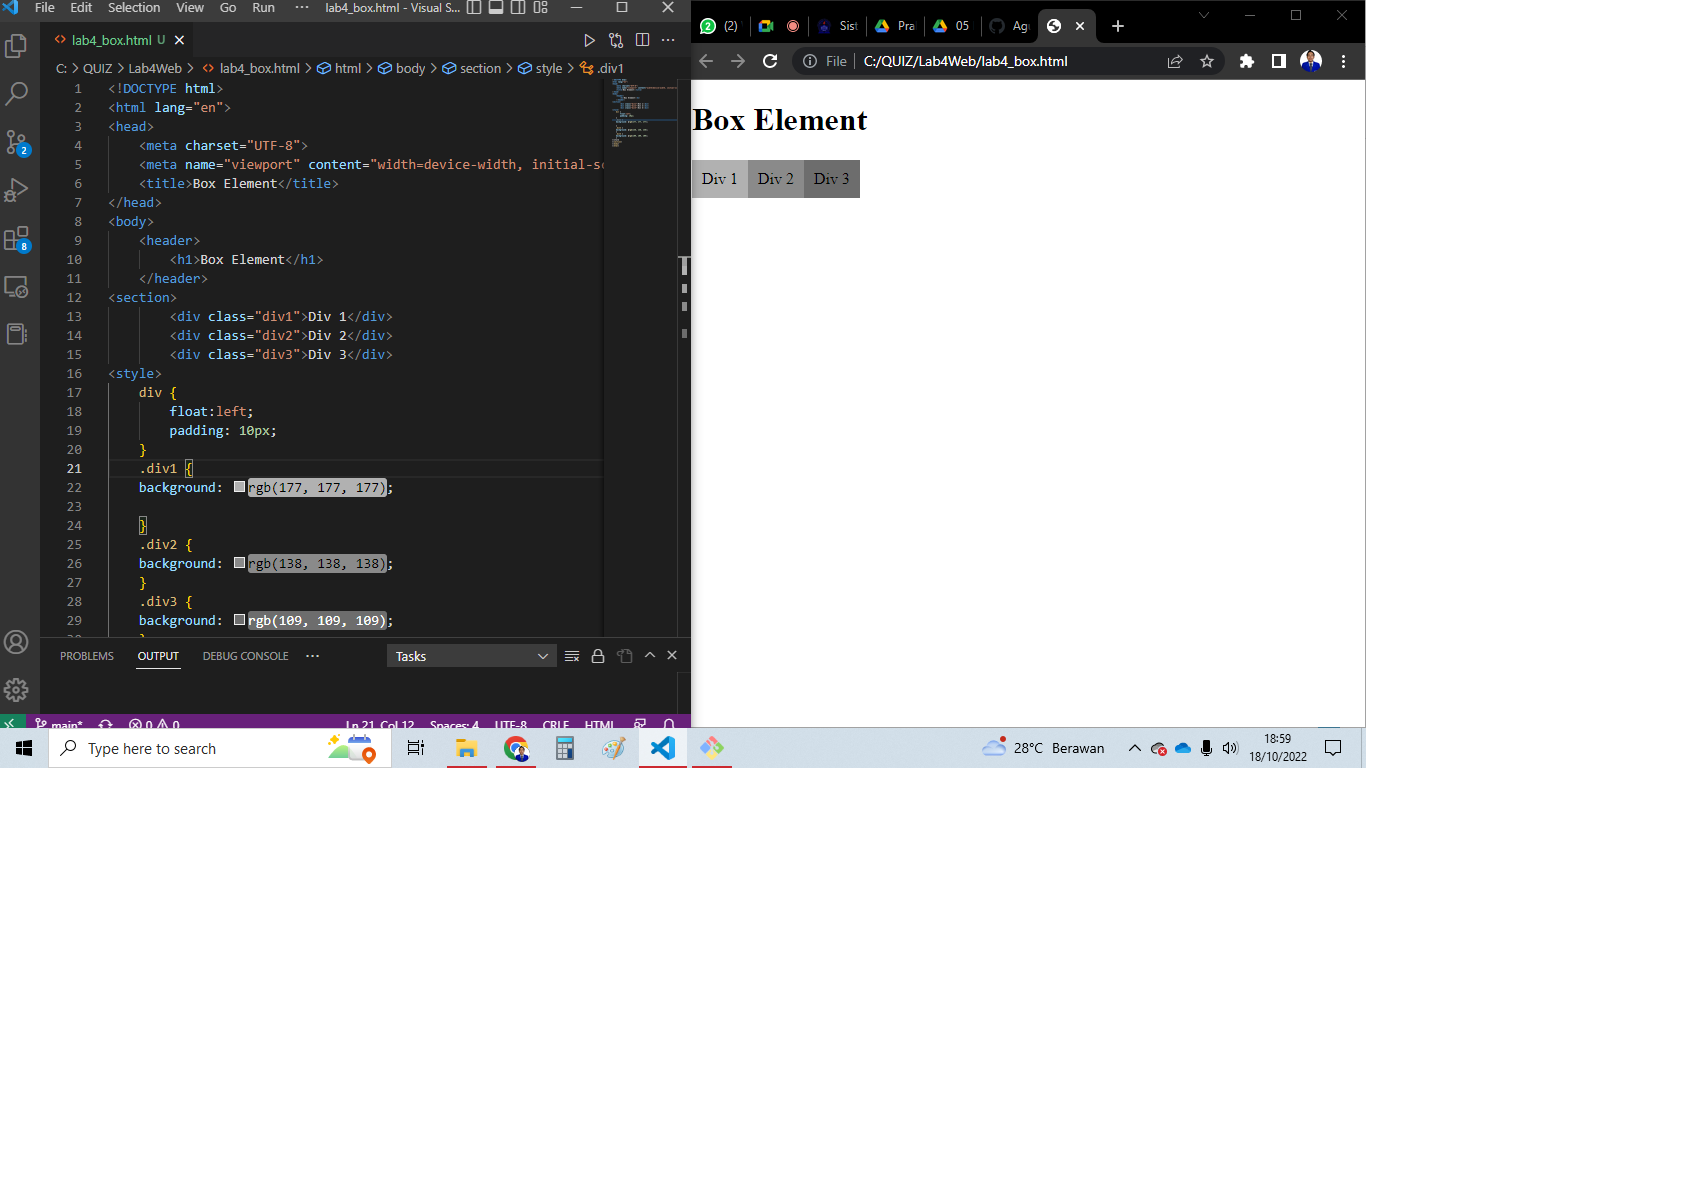 File Edit Selection View Go Run ··· lab4_box.html - Visual S...
lab4_box.html U
C: > QUIZ > Lab4Web > lab4_box.html > html > body > section > style > .div1
1 <!DOCTYPE html>
2 <html lang="en">
3 <head>
4 <meta charset="UTF-8">
5 <meta name="viewport" content="width=device-width, initial-sc
6 <title>Box Element</title>
7 </head>
8 <body>
9 <header>
10 <h1>Box Element</h1>
11 </header>
12 <section>
13 <div class="div1">Div 1</div>
14 <div class="div2">Div 2</div>
15 <div class="div3">Div 3</div>
16 <style>
17 div {
18 float:left;
19 padding: 10px;
20 }
21 .div1 {
22 background: rgb(177, 177, 177);
23
24 }
25 .div2 {
26 background: rgb(138, 138, 138);
27 }
28 .div3 {
29 background: rgb(109, 109, 109);
PROBLEMS OUTPUT DEBUG CONSOLE ··· Tasks
main* 0 0 Ln 21, Col 12 Spaces: 4 UTF-8 CRLF HTML
2
8
(2) Sist Pra 05 Ag
File C:/QUIZ/Lab4Web/lab4_box.html
Box Element
Div 1 Div 2 Div 3
Type here to search
28°C Berawan
18:59
18/10/2022